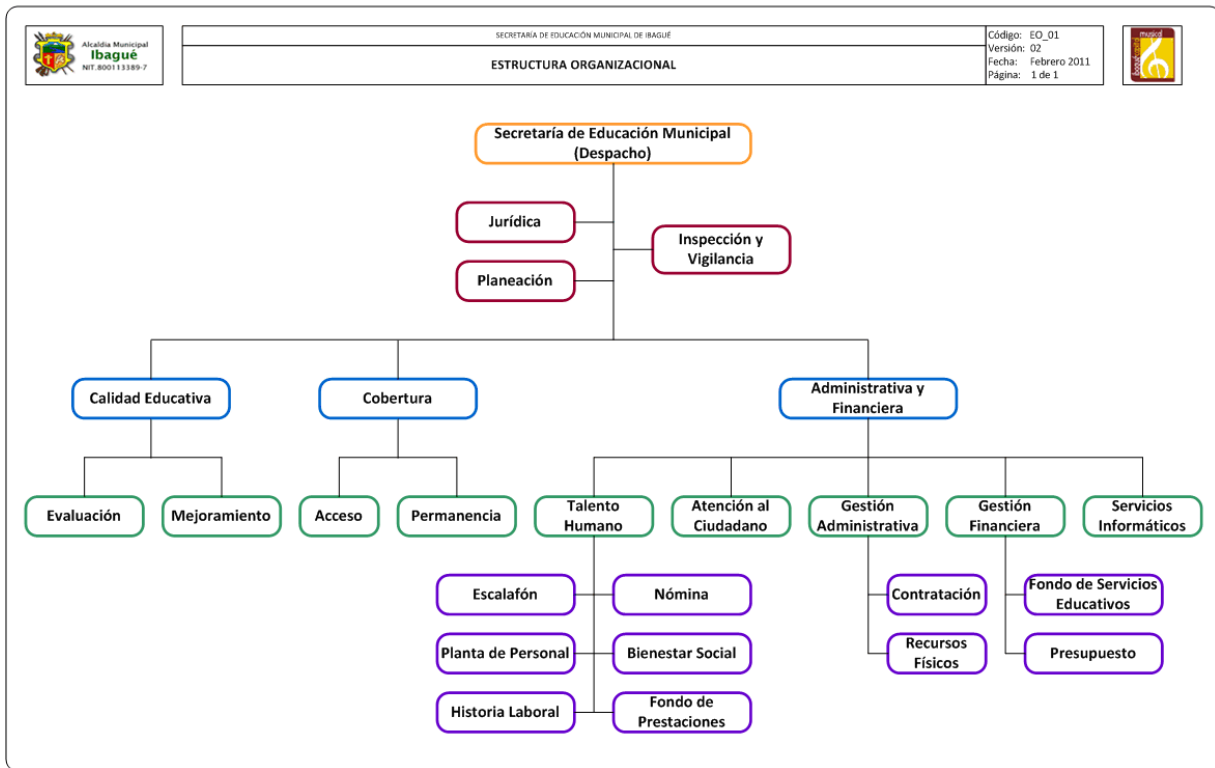 Alcaldía Municipal
Ibagué
NIT.800113389-7
SECRETARÍA DE EDUCACIÓN MUNICIPAL DE IBAGUÉ
ESTRUCTURA ORGANIZACIONAL
Código: EO_01
Versión: 02
Fecha: Febrero 2011
Página: 1 de 1
musical
Secretaría de Educación Municipal
(Despacho)
Jurídica
Inspección y
Vigilancia
Planeación
Calidad Educativa
Cobertura
Administrativa y
Financiera
Evaluación
Mejoramiento
Acceso
Permanencia
Talento
Humano
Atención al
Ciudadano
Gestión
Administrativa
Gestión
Financiera
Servicios
Informáticos
Escalafón
Nómina
Contratación
Fondo de Servicios
Educativos
Planta de Personal
Bienestar Social
Recursos
Físicos
Presupuesto
Historia Laboral
Fondo de
Prestaciones